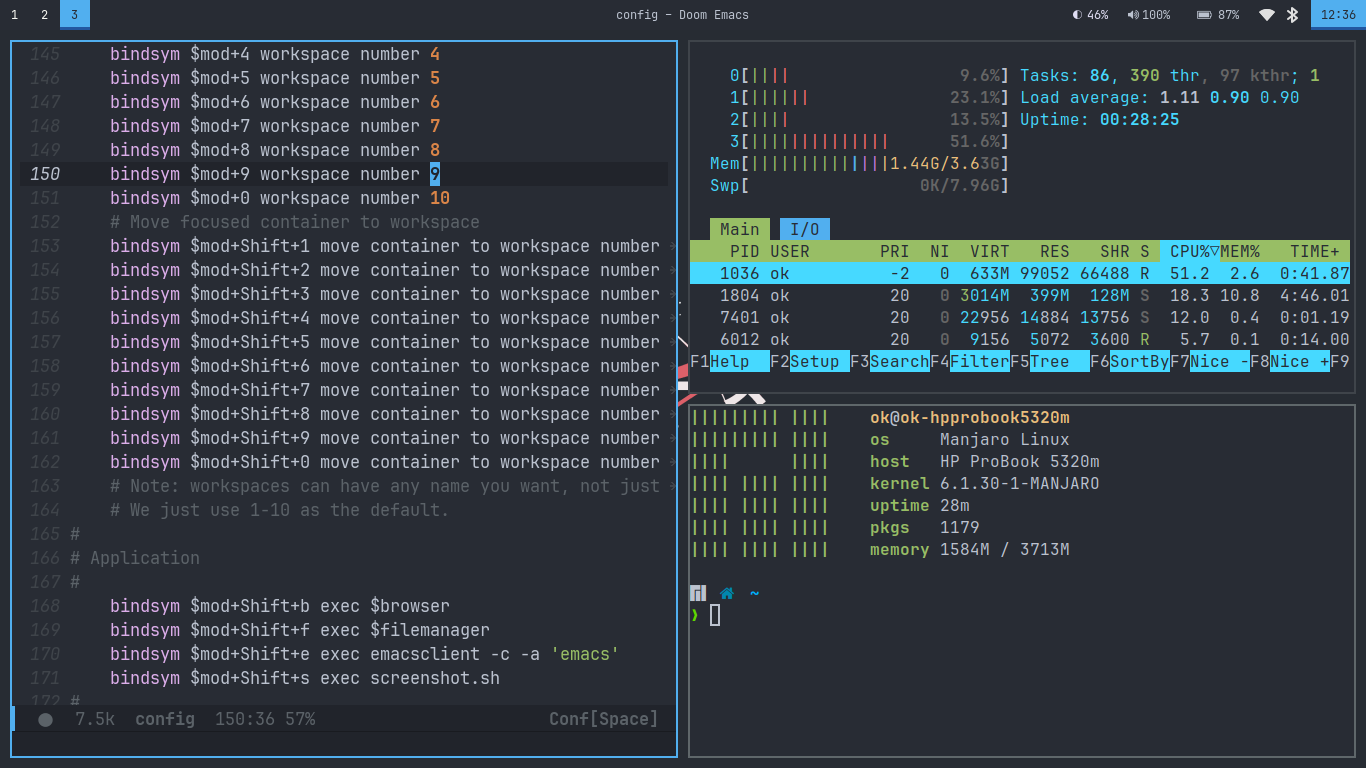 1 2 3 config – Doom Emacs 46% 100% 87% 12:36
145 bindsym $mod+4 workspace number 4
146 bindsym $mod+5 workspace number 5
147 bindsym $mod+6 workspace number 6
148 bindsym $mod+7 workspace number 7
149 bindsym $mod+8 workspace number 8
150 bindsym $mod+9 workspace number 9
151 bindsym $mod+0 workspace number 10
152 # Move focused container to workspace
153 bindsym $mod+Shift+1 move container to workspace number
154 bindsym $mod+Shift+2 move container to workspace number
155 bindsym $mod+Shift+3 move container to workspace number
156 bindsym $mod+Shift+4 move container to workspace number
157 bindsym $mod+Shift+5 move container to workspace number
158 bindsym $mod+Shift+6 move container to workspace number
159 bindsym $mod+Shift+7 move container to workspace number
160 bindsym $mod+Shift+8 move container to workspace number
161 bindsym $mod+Shift+9 move container to workspace number
162 bindsym $mod+Shift+0 move container to workspace number
163 # Note: workspaces can have any name you want, not just
164 # We just use 1-10 as the default.
165 #
166 # Application
167 #
168 bindsym $mod+Shift+b exec $browser
169 bindsym $mod+Shift+f exec $filemanager
170 bindsym $mod+Shift+e exec emacsclient -c -a 'emacs'
171 bindsym $mod+Shift+s exec screenshot.sh
172 #
7.5k config 150:36 57% Conf[Space]
0[|||| 9.6%] Tasks: 86, 390 thr, 97 kthr; 1
1[|||||| 23.1%] Load average: 1.11 0.90 0.90
2[|||| 13.5%] Uptime: 00:28:25
3[|||||||||||||| 51.6%]
Mem[||||||||||||||1.44G/3.63G]
Swp[ 0K/7.96G]
Main I/O
PID USER PRI NI VIRT RES SHR S CPU%▽MEM% TIME+
1036 ok -2 0 633M 99052 66488 R 51.2 2.6 0:41.87
1804 ok 20 0 3014M 399M 128M S 18.3 10.8 4:46.01
7401 ok 20 0 22956 14884 13756 S 12.0 0.4 0:01.19
6012 ok 20 0 9156 5072 3600 R 5.7 0.1 0:14.00
F1Help F2Setup F3SearchF4FilterF5Tree F6SortByF7Nice -F8Nice +F9
ok@ok-hpprobook5320m
os Manjaro Linux
host HP ProBook 5320m
kernel 6.1.30-1-MANJARO
uptime 28m
pkgs 1179
memory 1584M / 3713M
~
❯